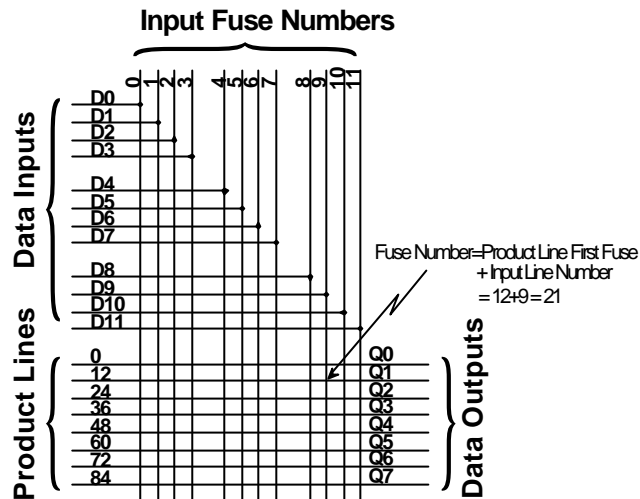 Input Fuse Numbers
0 1 2 3 4 5 6 7 8 9 10 11
Data Inputs
D0
D1
D2
D3
D4
D5
D6
D7
D8
D9
D10
D11
Fuse Number=Product Line First Fuse
+ Input Line Number
= 12+9 = 21
Product Lines
0 Q0
12 Q1
24 Q2
36 Q3
48 Q4
60 Q5
72 Q6
84 Q7
Data Outputs